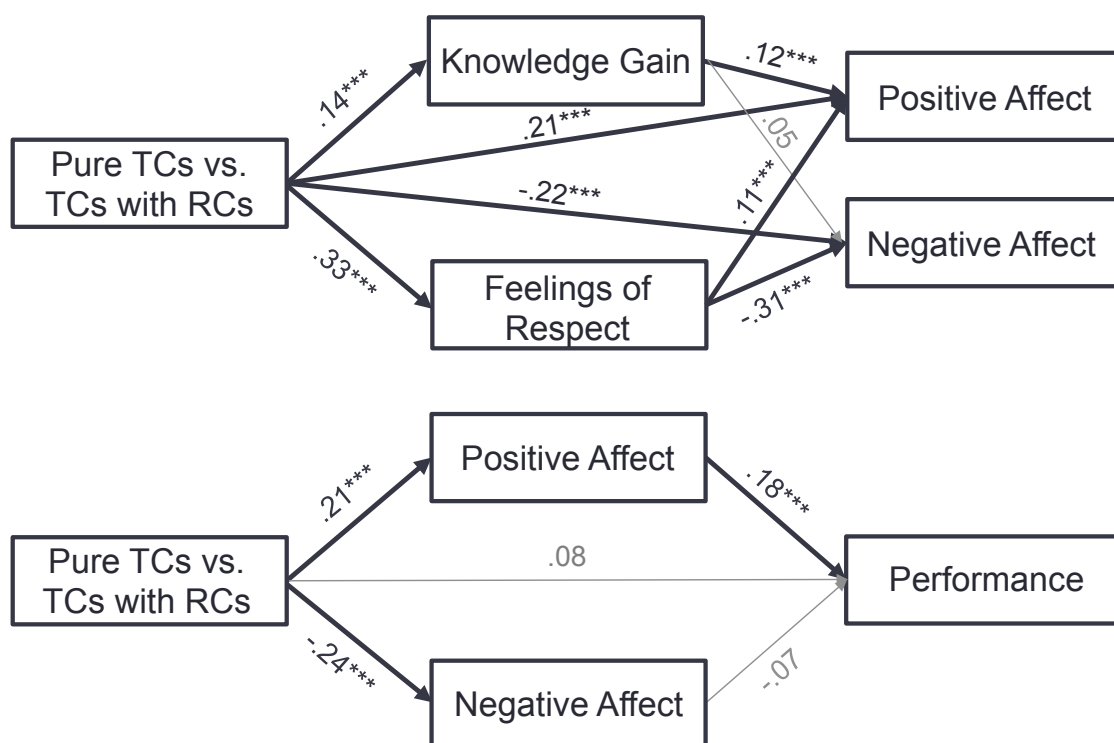 Knowledge Gain
.12***
Positive Affect
.14***
.21***
.05
Pure TCs vs.
TCs with RCs
-.22***
.11***
Negative Affect
.33***
Feelings of
Respect
-.31***
Positive Affect
.21***
.18***
Pure TCs vs.
TCs with RCs
.08
Performance
-.24***
-.07
Negative Affect